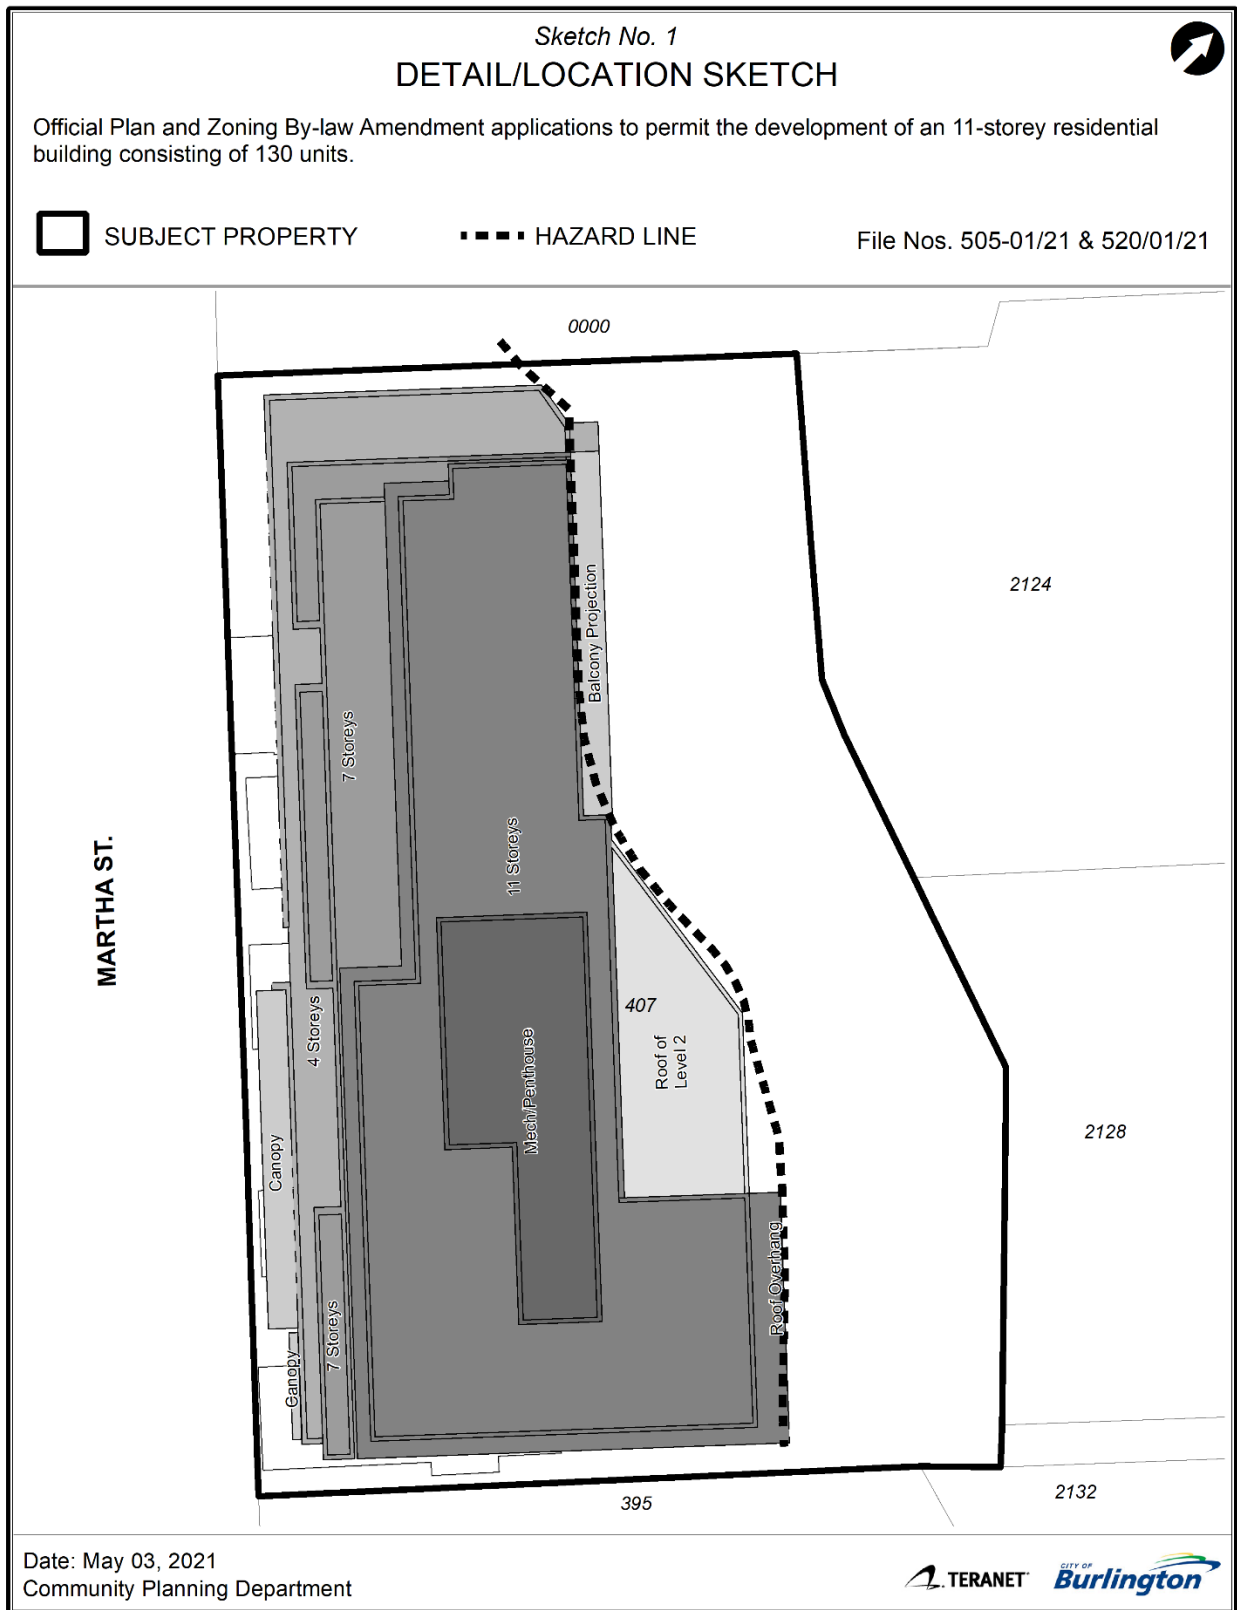 Sketch No. 1
DETAIL/LOCATION SKETCH
Official Plan and Zoning By-law Amendment applications to permit the development of an 11-storey residential
building consisting of 130 units.
SUBJECT PROPERTY
HAZARD LINE
File Nos. 505-01/21 & 520/01/21
0000
2124
Balcony Projection
7 Storeys
11 Storeys
MARTHA ST.
407
Roof of
Level 2
4 Storeys
Mech/Penthouse
Canopy
2128
Roof Overhang
7 Storeys
Canopy
395
2132
Date: May 03, 2021
Community Planning Department
TERANET
CITY OF
Burlington